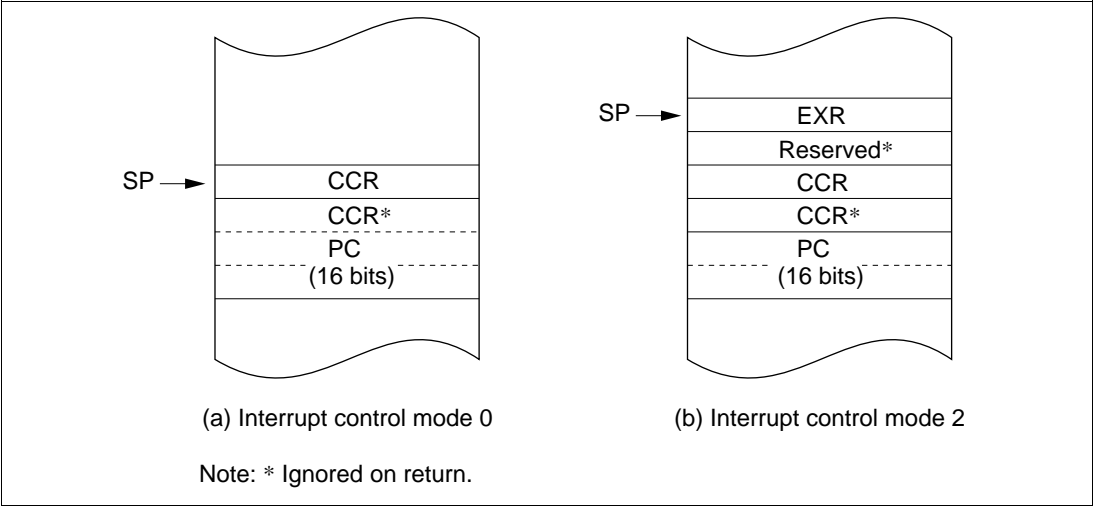 SP
CCR
CCR*
PC
(16 bits)
(a) Interrupt control mode 0
SP
EXR
Reserved*
CCR
CCR*
PC
(16 bits)
(b) Interrupt control mode 2
Note: * Ignored on return.